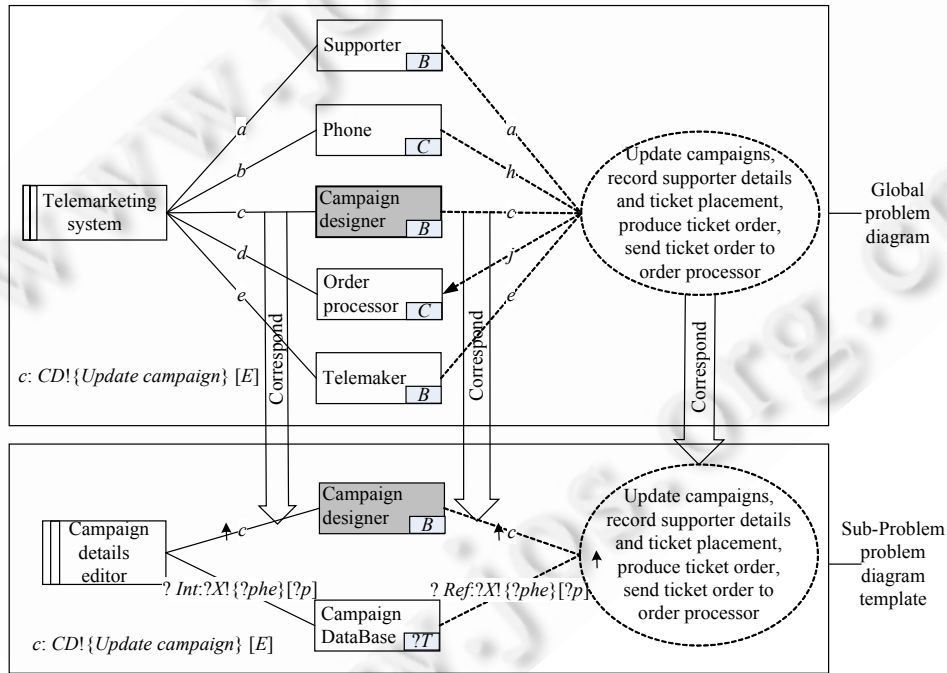 Supporter
B
Phone
C
Telemarketing
system
Campaign
designer
B
Order
processor
C
Telemaker
B
a
b
c
d
e
a
h
c
j
e
Update campaigns,
record supporter details
and ticket placement,
produce ticket order,
send ticket order to
order processor
Global
problem
diagram
c: CD!{Update campaign} [E]
Correspond
Correspond
Correspond
Campaign
details
editor
Campaign
designer
B
c
c
? Int:?X!{?phe}[?p]
? Ref:?X!{?phe}[?p]
Campaign
DataBase
?T
Update campaigns,
record supporter details
and ticket placement,
produce ticket order,
send ticket order to
order processor
Sub-Problem
problem
diagram
template
c: CD!{Update campaign} [E]